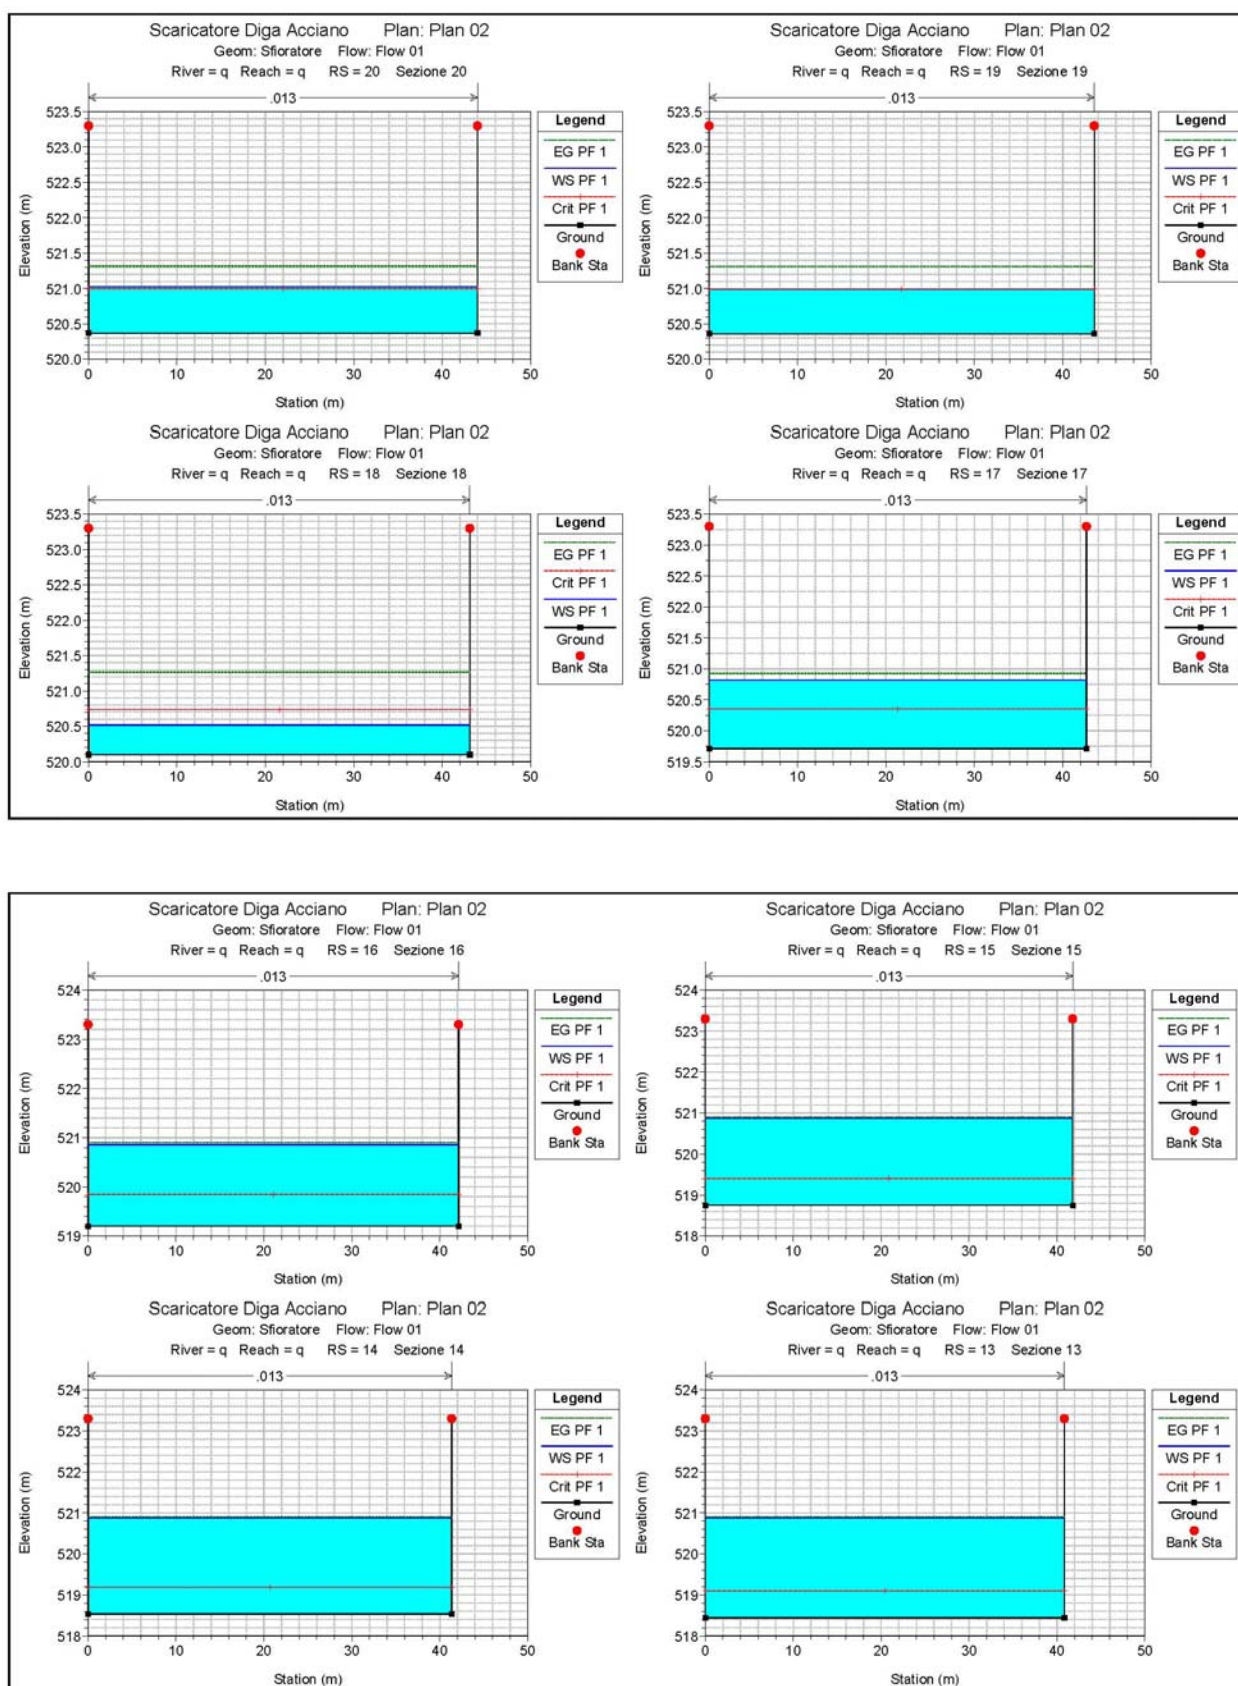 Scaricatore Diga Acciano Plan: Plan 02
Geom: Sfioratore Flow: Flow 01
River = q Reach = q RS = 20 Sezione 20
.013
523.5
523.0
522.5
522.0
521.5
521.0
520.5
520.0
Elevation (m)
0 10 20 30 40 50
Station (m)
Legend
EG PF 1
WS PF 1
Crit PF 1
Ground
Bank Sta
Scaricatore Diga Acciano Plan: Plan 02
Geom: Sfioratore Flow: Flow 01
River = q Reach = q RS = 19 Sezione 19
.013
523.5
523.0
522.5
522.0
521.5
521.0
520.5
520.0
Elevation (m)
0 10 20 30 40 50
Station (m)
Legend
EG PF 1
WS PF 1
Crit PF 1
Ground
Bank Sta
Scaricatore Diga Acciano Plan: Plan 02
Geom: Sfioratore Flow: Flow 01
River = q Reach = q RS = 18 Sezione 18
.013
523.5
523.0
522.5
522.0
521.5
521.0
520.5
520.0
Elevation (m)
0 10 20 30 40 50
Station (m)
Legend
EG PF 1
Crit PF 1
WS PF 1
Ground
Bank Sta
Scaricatore Diga Acciano Plan: Plan 02
Geom: Sfioratore Flow: Flow 01
River = q Reach = q RS = 17 Sezione 17
.013
523.5
523.0
522.5
522.0
521.5
521.0
520.5
520.0
519.5
Elevation (m)
0 10 20 30 40 50
Station (m)
Legend
EG PF 1
WS PF 1
Crit PF 1
Ground
Bank Sta
Scaricatore Diga Acciano Plan: Plan 02
Geom: Sfioratore Flow: Flow 01
River = q Reach = q RS = 16 Sezione 16
.013
524
523
522
521
520
519
Elevation (m)
0 10 20 30 40 50
Station (m)
Legend
EG PF 1
WS PF 1
Crit PF 1
Ground
Bank Sta
Scaricatore Diga Acciano Plan: Plan 02
Geom: Sfioratore Flow: Flow 01
River = q Reach = q RS = 15 Sezione 15
.013
524
523
522
521
520
519
518
Elevation (m)
0 10 20 30 40 50
Station (m)
Legend
EG PF 1
WS PF 1
Crit PF 1
Ground
Bank Sta
Scaricatore Diga Acciano Plan: Plan 02
Geom: Sfioratore Flow: Flow 01
River = q Reach = q RS = 14 Sezione 14
.013
524
523
522
521
520
519
518
Elevation (m)
0 10 20 30 40 50
Station (m)
Legend
EG PF 1
WS PF 1
Crit PF 1
Ground
Bank Sta
Scaricatore Diga Acciano Plan: Plan 02
Geom: Sfioratore Flow: Flow 01
River = q Reach = q RS = 13 Sezione 13
.013
524
523
522
521
520
519
518
Elevation (m)
0 10 20 30 40 50
Station (m)
Legend
EG PF 1
WS PF 1
Crit PF 1
Ground
Bank Sta